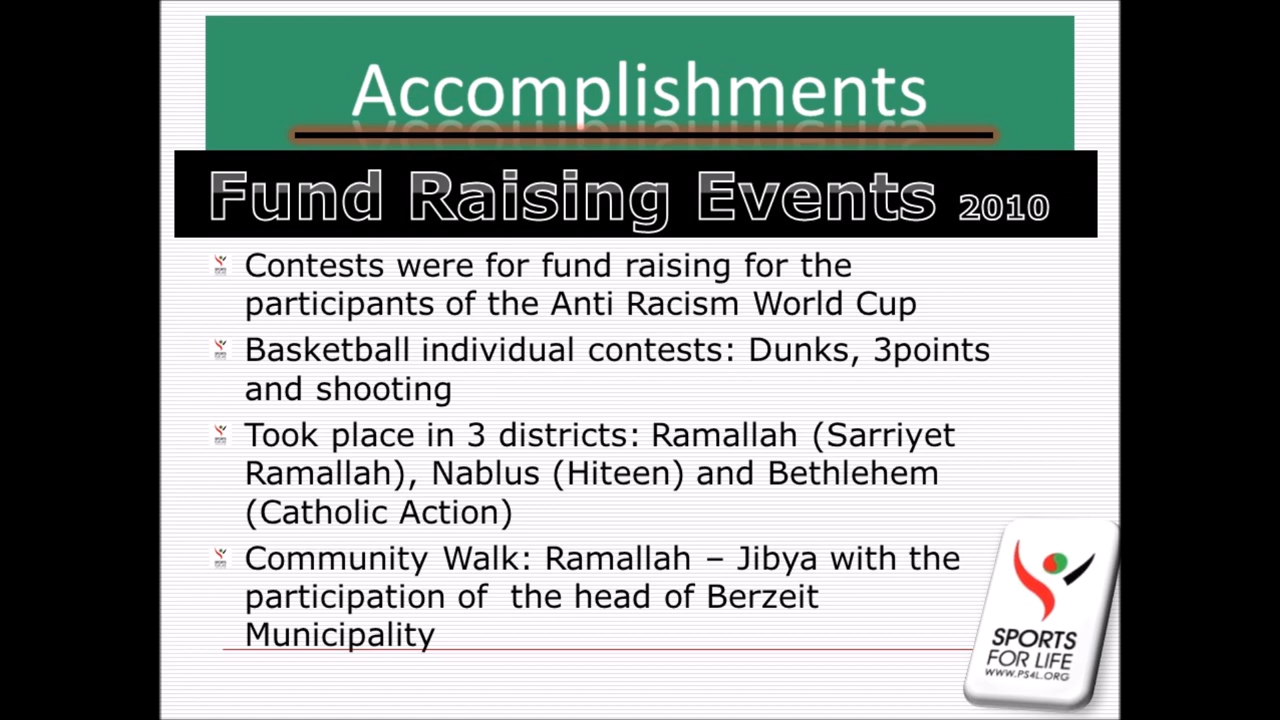 Accomplishments
Fund Raising Events 2010
Contests were for fund raising for the
participants of the Anti Racism World Cup
Basketball individual contests: Dunks, 3points
and shooting
Took place in 3 districts: Ramallah (Sarriyet
Ramallah), Nablus (Hiteen) and Bethlehem
(Catholic Action)
Community Walk: Ramallah – Jibya with the
participation of  the head of Berzeit
Municipality
SPORTS
FOR LIFE
WWW.PS4L.ORG